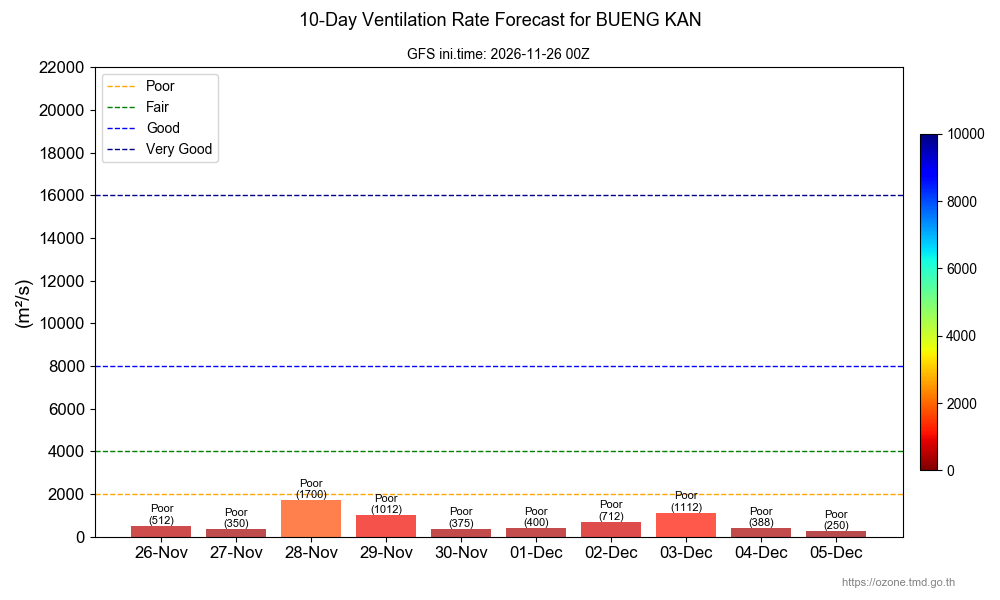 10-Day Ventilation Rate Forecast for BUENG KAN
GFS ini.time: 2026-11-26 00Z
22000
20000
18000
16000
14000
12000
10000
8000
6000
4000
2000
0
(m²/s)
Poor
Fair
Good
Very Good
Poor
(512)
Poor
(350)
Poor
(1700)
Poor
(1012)
Poor
(375)
Poor
(400)
Poor
(712)
Poor
(1112)
Poor
(388)
Poor
(250)
26-Nov
27-Nov
28-Nov
29-Nov
30-Nov
01-Dec
02-Dec
03-Dec
04-Dec
05-Dec
10000
8000
6000
4000
2000
0
https://ozone.tmd.go.th